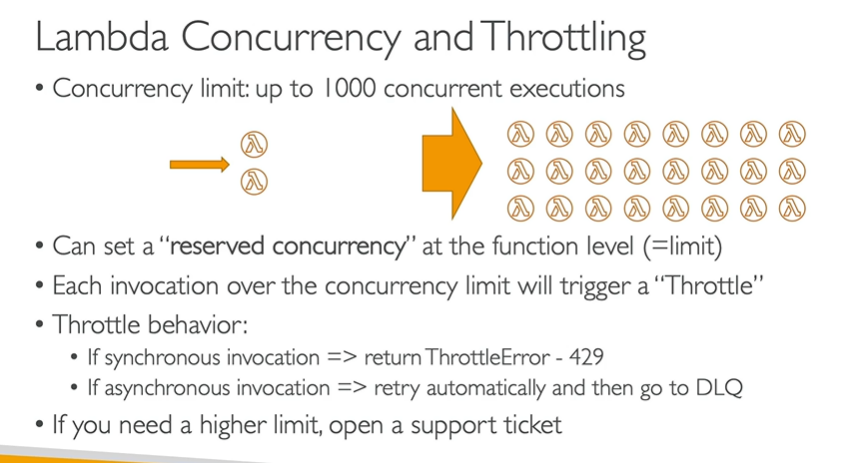 Lambda Concurrency and Throttling
• Concurrency limit: up to 1000 concurrent executions
• Can set a “reserved concurrency” at the function level (=limit)
• Each invocation over the concurrency limit will trigger a “Throttle”
• Throttle behavior:
• If synchronous invocation => return ThrottleError - 429
• If asynchronous invocation => retry automatically and then go to DLQ
• If you need a higher limit, open a support ticket